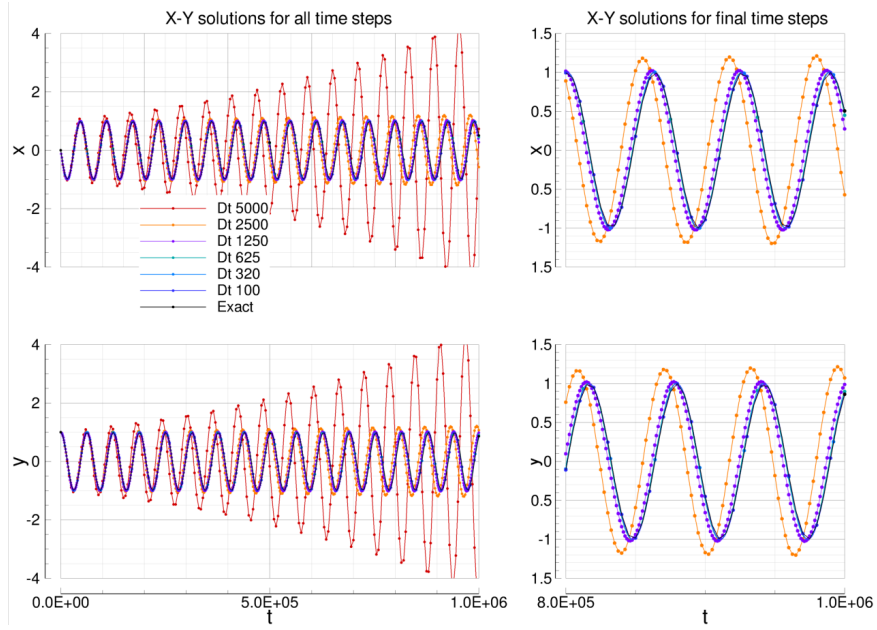 X-Y solutions for all time steps
X-Y solutions for final time steps
4
2
0
-2
-4
x
Dt 5000
Dt 2500
Dt 1250
Dt 625
Dt 320
Dt 100
Exact
1.5
1
0.5
0
0.5
-1
1.5
x
4
2
0
-2
-4
y
0.0E+00
5.0E+05
1.0E+06
t
1.5
1
0.5
0
0.5
-1
1.5
y
8.0E+05
1.0E+06
t